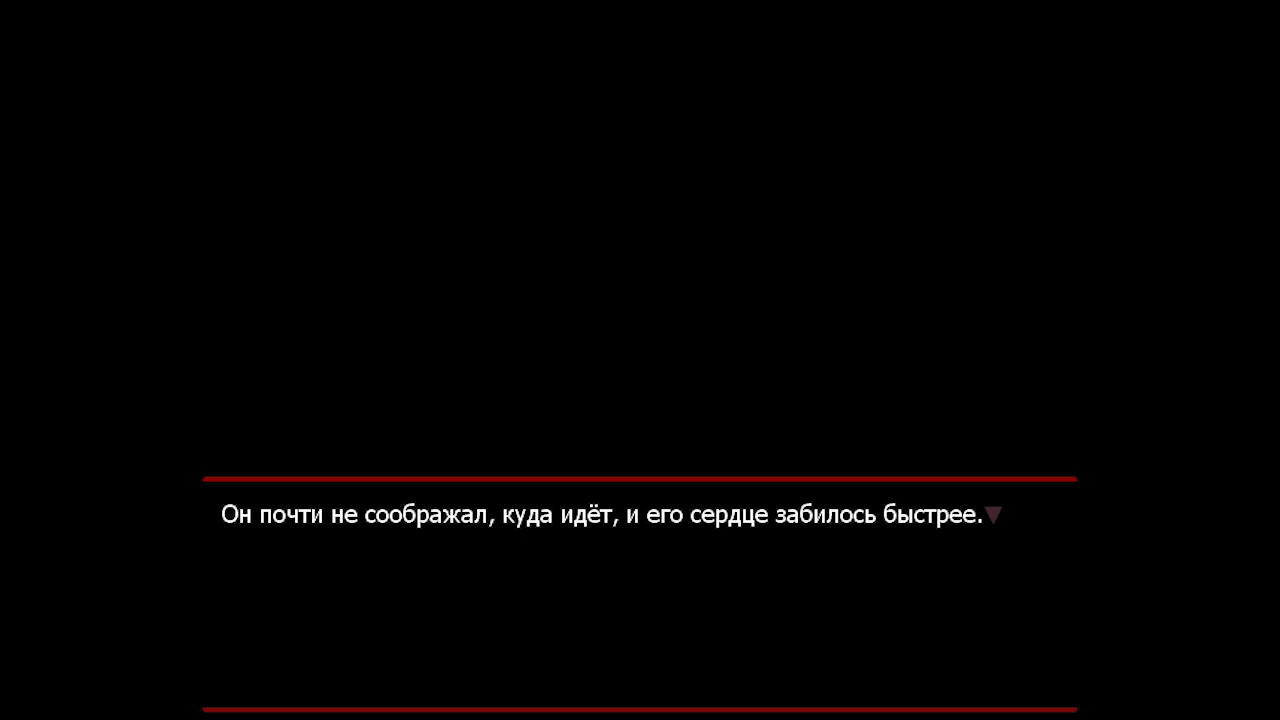 Он почти не соображал, куда идёт, и его сердце забилось быстрее.